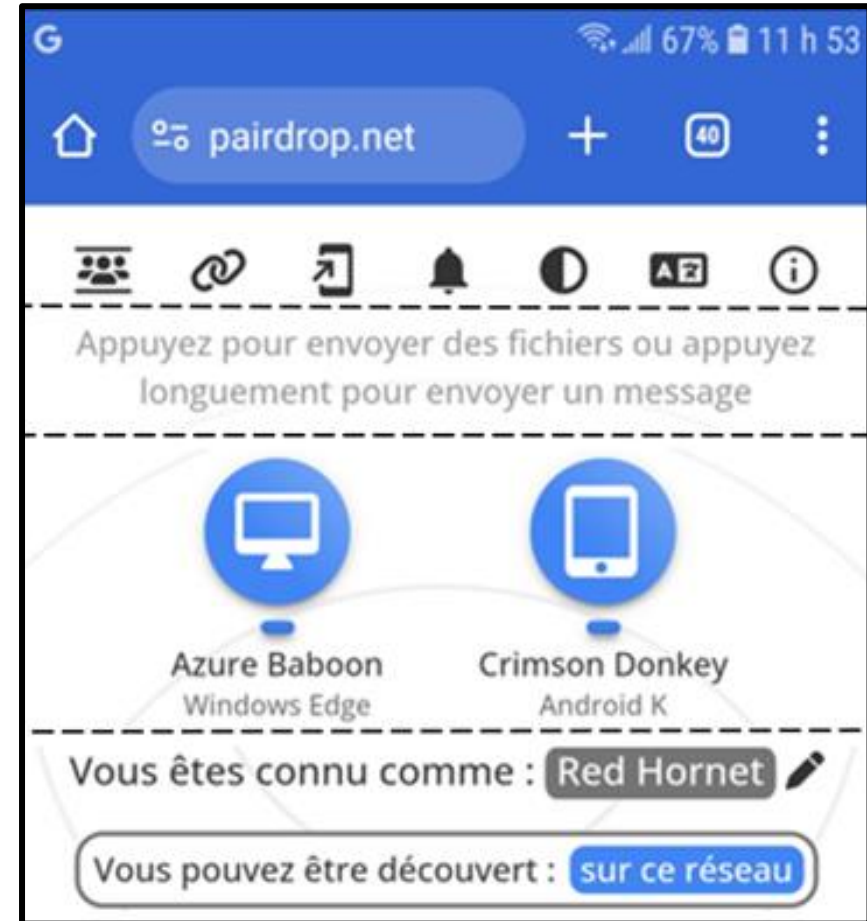 G 67% 11 h 53
pairdrop.net 40
Appuyez pour envoyer des fichiers ou appuyez
longuement pour envoyer un message
Azure Baboon Crimson Donkey
Windows Edge Android K
Vous êtes connu comme : Red Hornet
Vous pouvez être découvert : sur ce réseau